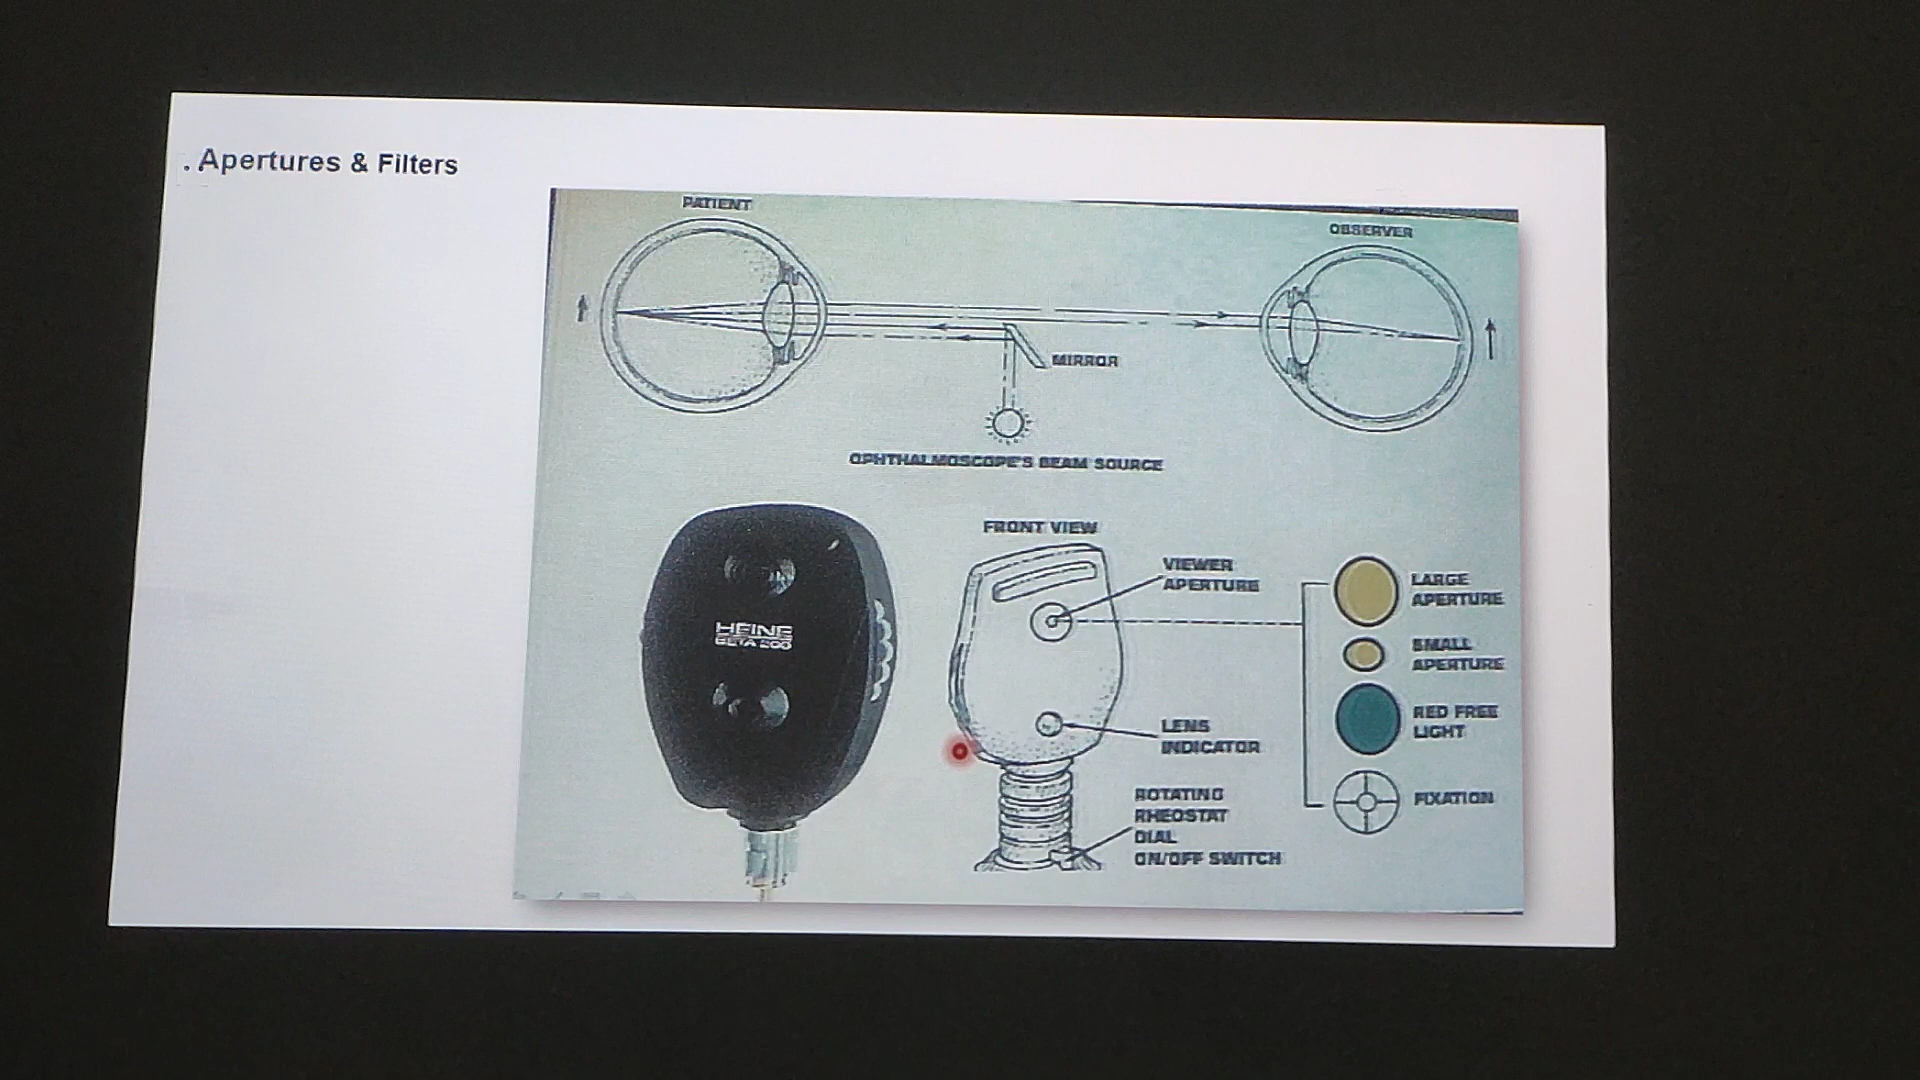 . Apertures & Filters
PATIENT
OBSERVER
MIRROR
OPHTHALMOSCOPE'S BEAM SOURCE
HEINE
BETA 200
FRONT VIEW
VIEWER
APERTURE
LENS
INDICATOR
ROTATING
RHEOSTAT
DIAL
ON/OFF SWITCH
LARGE
APERTURE
SMALL
APERTURE
RED FREE
LIGHT
FIXATION